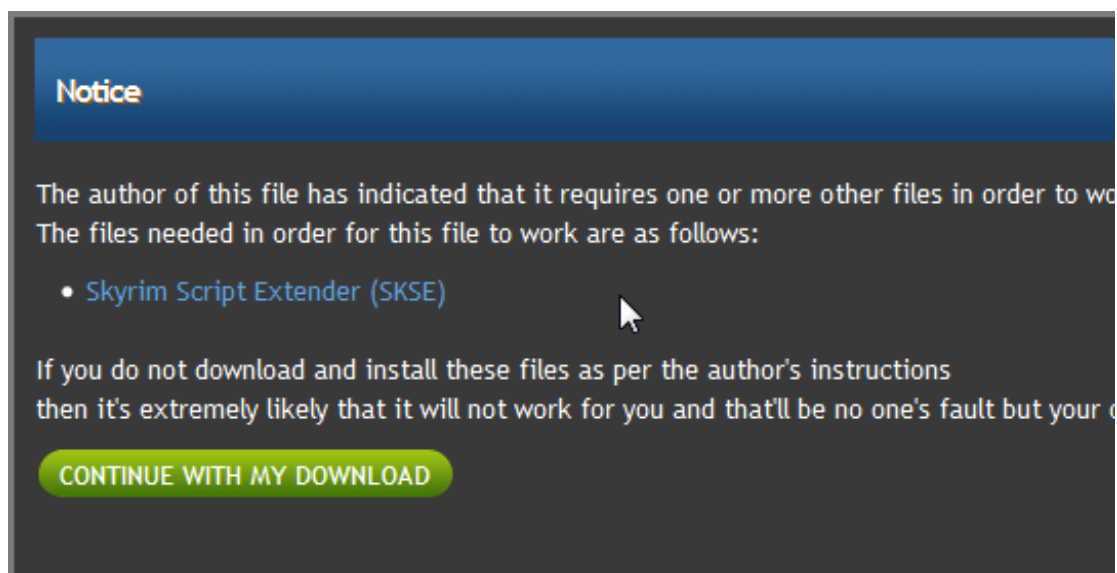 Notice
The author of this file has indicated that it requires one or more other files in order to
The files needed in order for this file to work are as follows:
• Skyrim Script Extender (SKSE)
If you do not download and install these files as per the author's instructions
then it's extremely likely that it will not work for you and that'll be no one's fault but your
CONTINUE WITH MY DOWNLOAD